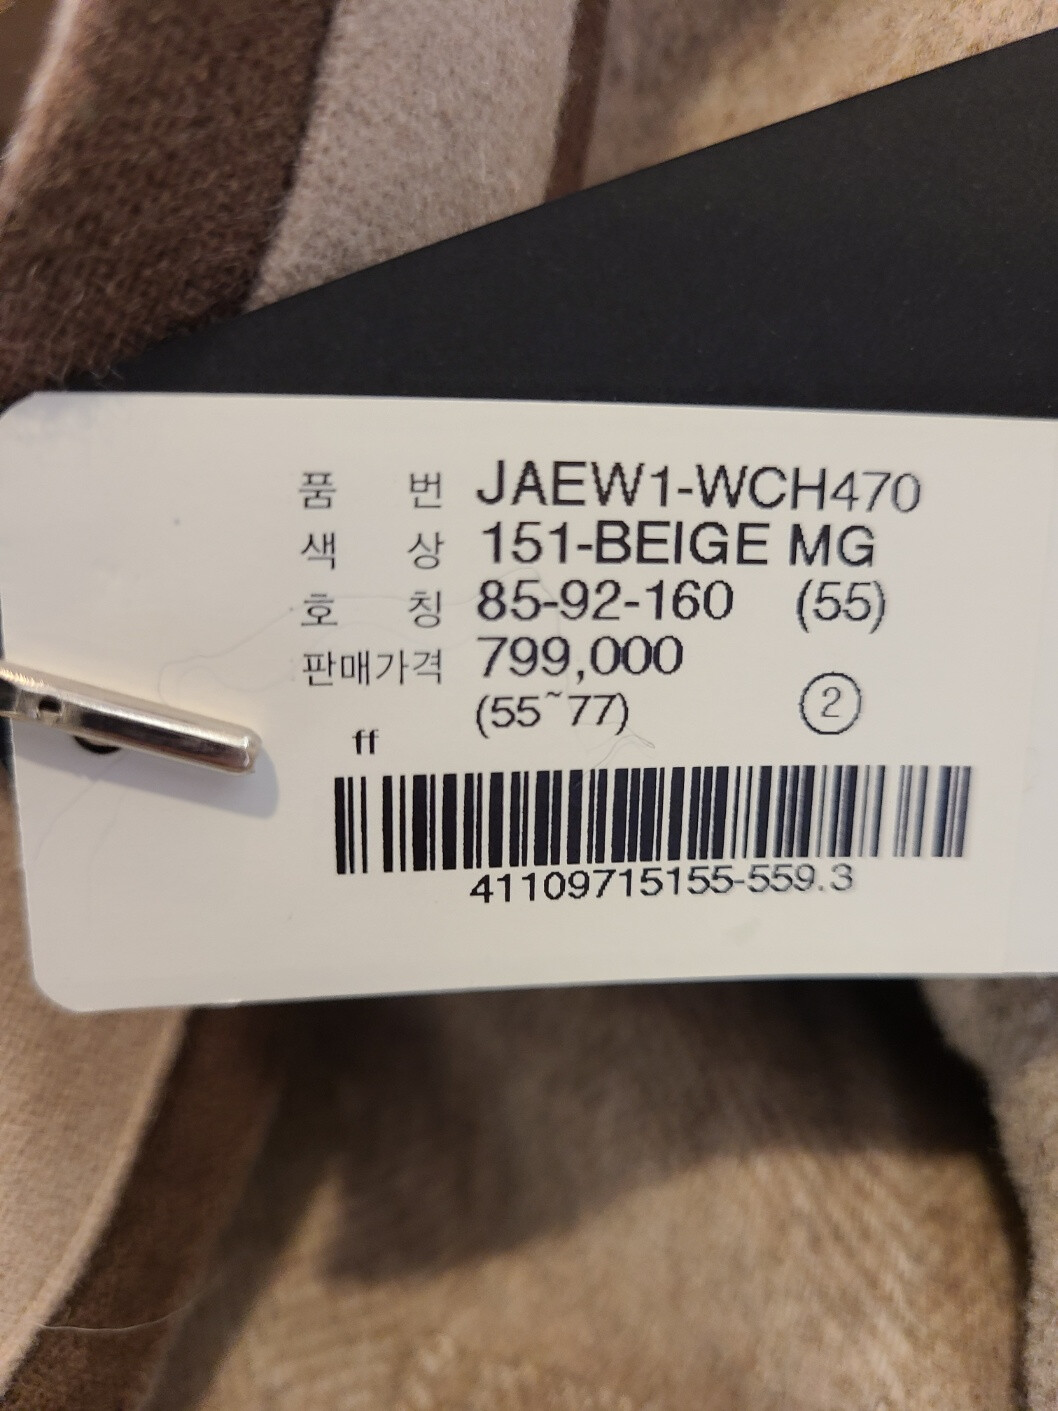 품 번 JAEW1-WCH470
색 상 151-BEIGE MG
호 칭 85-92-160 (55)
판매가격 799,000
(55~77) ②
ff
41109715155-559.3